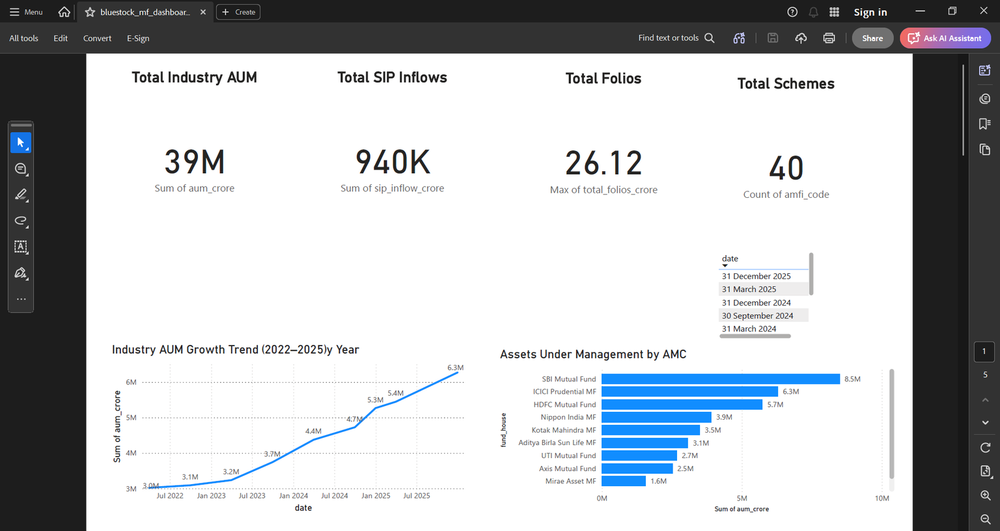 Menu
bluestock_mf_dashboar...
Create
Sign in
All tools
Edit
Convert
E-Sign
Find text or tools
Share
Ask AI Assistant
Total Industry AUM
Total SIP Inflows
Total Folios
Total Schemes
39M
Sum of aum_crore
940K
Sum of sip_inflow_crore
26.12
Max of total_folios_crore
40
Count of amfi_code
date
31 December 2025
31 March 2025
31 December 2024
30 September 2024
31 March 2024
Industry AUM Growth Trend (2022–2025)y Year
Sum of aum_crore
6M
5M
4M
3M
3.0M
3.1M
3.2M
3.7M
4.4M
4.7M
5.3M
5.4M
6.3M
Jul 2022
Jan 2023
Jul 2023
Jan 2024
Jul 2024
Jan 2025
Jul 2025
date
Assets Under Management by AMC
fund_house
SBI Mutual Fund 8.5M
ICICI Prudential MF 6.3M
HDFC Mutual Fund 5.7M
Nippon India MF 3.9M
Kotak Mahindra MF 3.5M
Aditya Birla Sun Life MF 3.1M
UTI Mutual Fund 2.7M
Axis Mutual Fund 2.5M
Mirae Asset MF 1.6M
0M
5M
10M
Sum of aum_crore
1
5